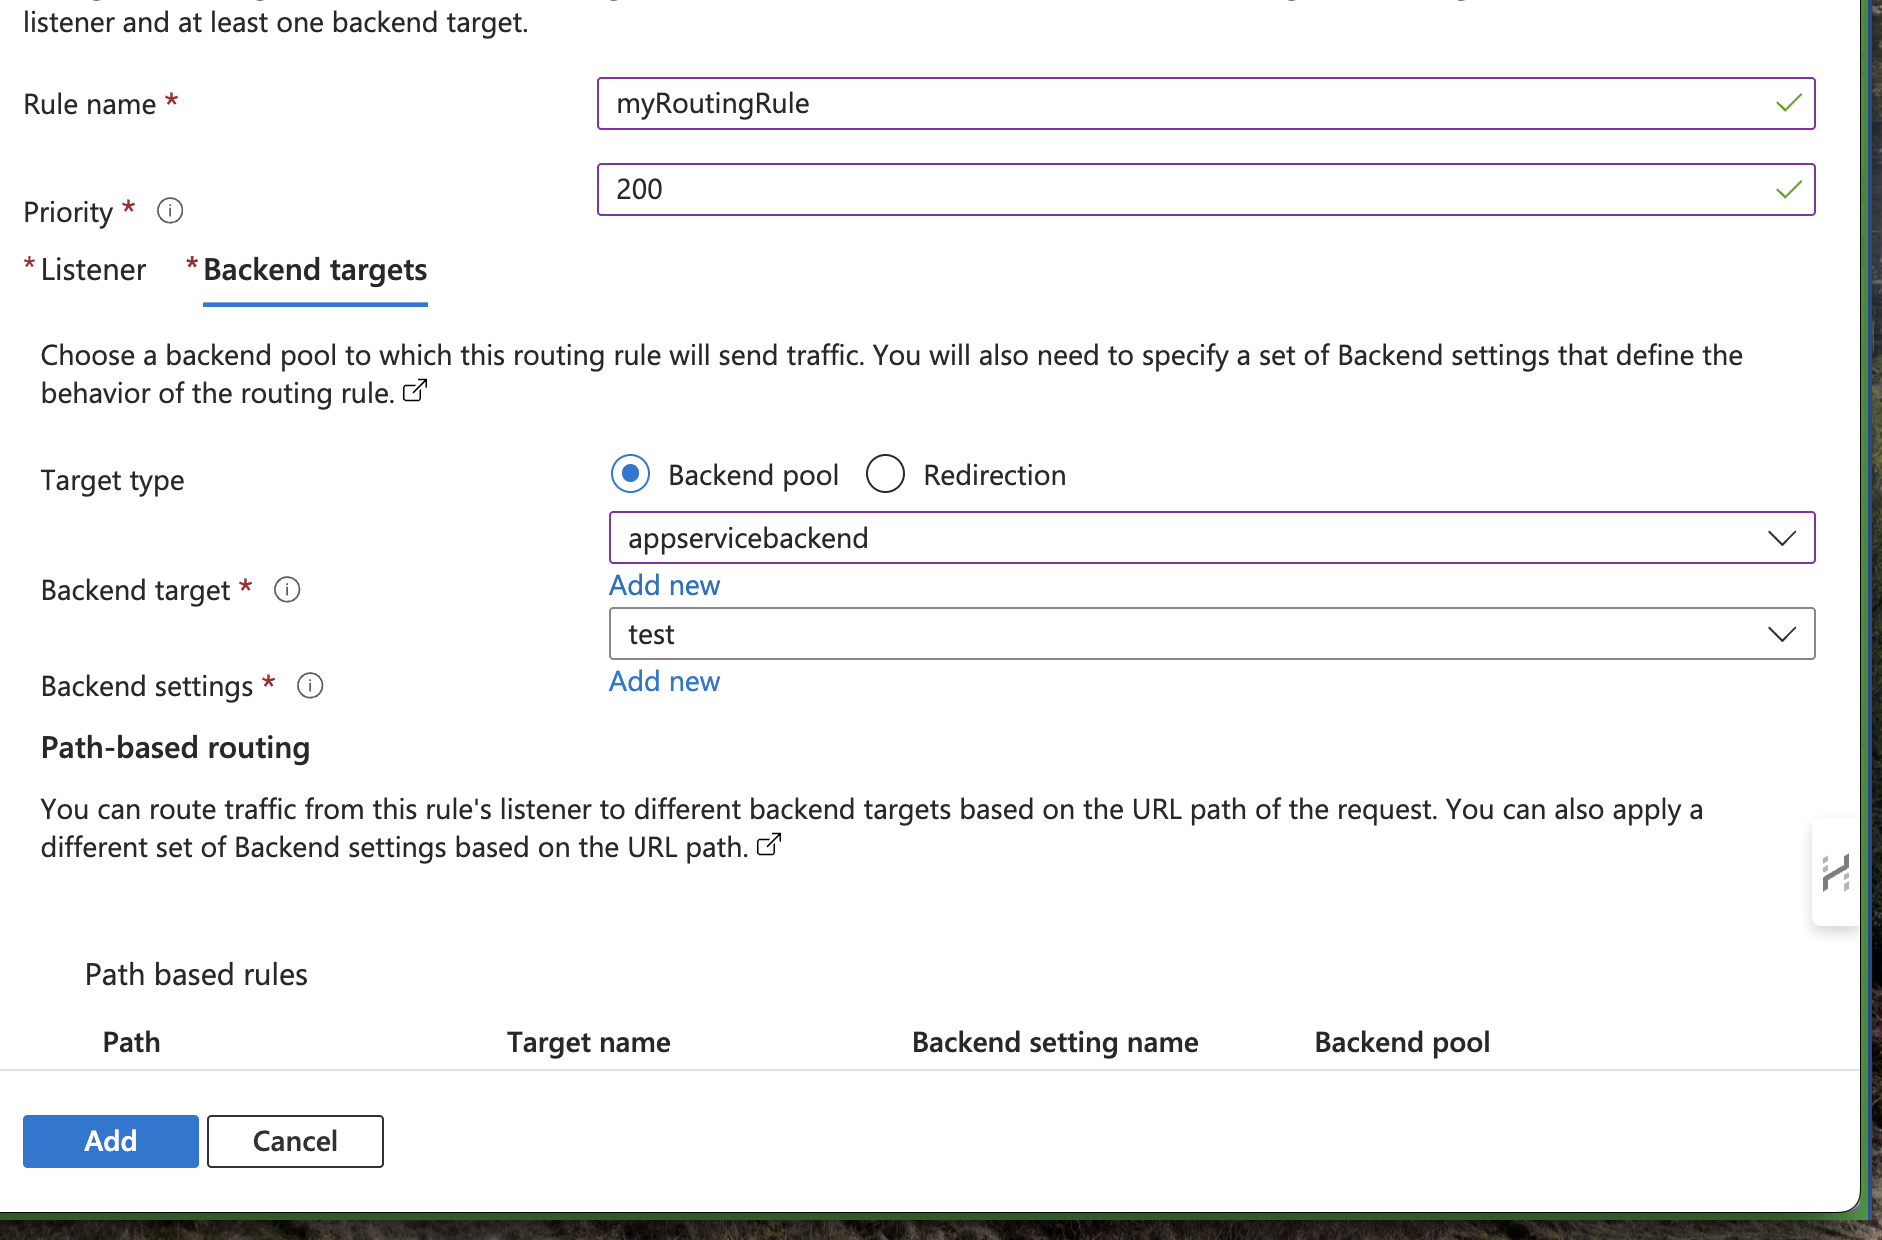 listener and at least one backend target.
Rule name *
myRoutingRule
Priority *
200
* Listener
* Backend targets
Choose a backend pool to which this routing rule will send traffic. You will also need to specify a set of Backend settings that define the
behavior of the routing rule.
Target type
Backend pool
Redirection
Backend target *
appservicebackend
Add new
Backend settings *
test
Add new
Path-based routing
You can route traffic from this rule's listener to different backend targets based on the URL path of the request. You can also apply a
different set of Backend settings based on the URL path.
Path based rules
Path Target name Backend setting name Backend pool
Add
Cancel